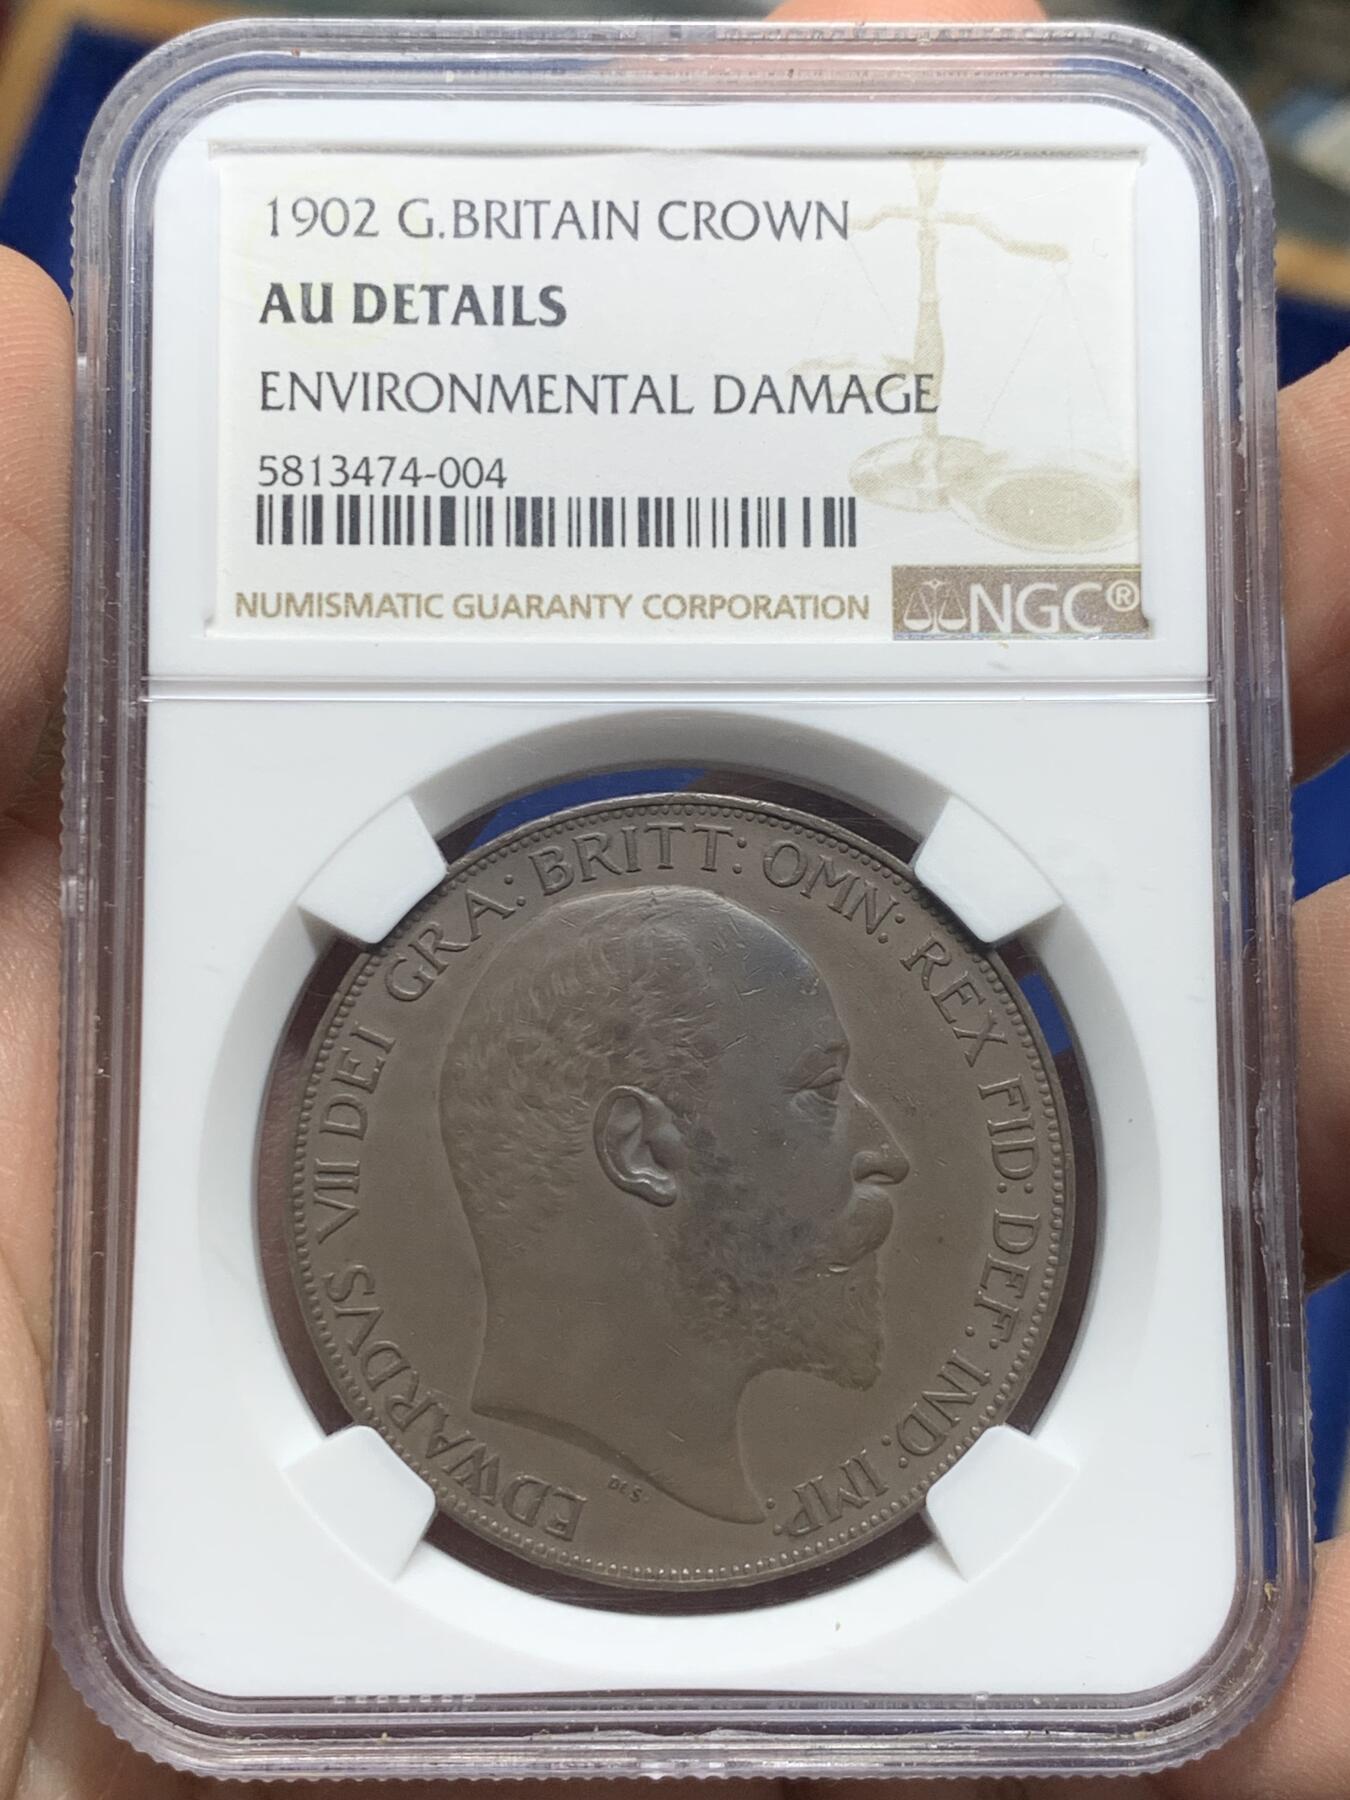 1902 G.BRITAIN CROWN
AU DETAILS
ENVIRONMENTAL DAMAGE
5813474-004
NUMISMATIC GUARANTY CORPORATION
NGC®
EDWARDVS VII DEI GRA: BRITT: OMN: REX FID: DEF: IND: IMP:
DES